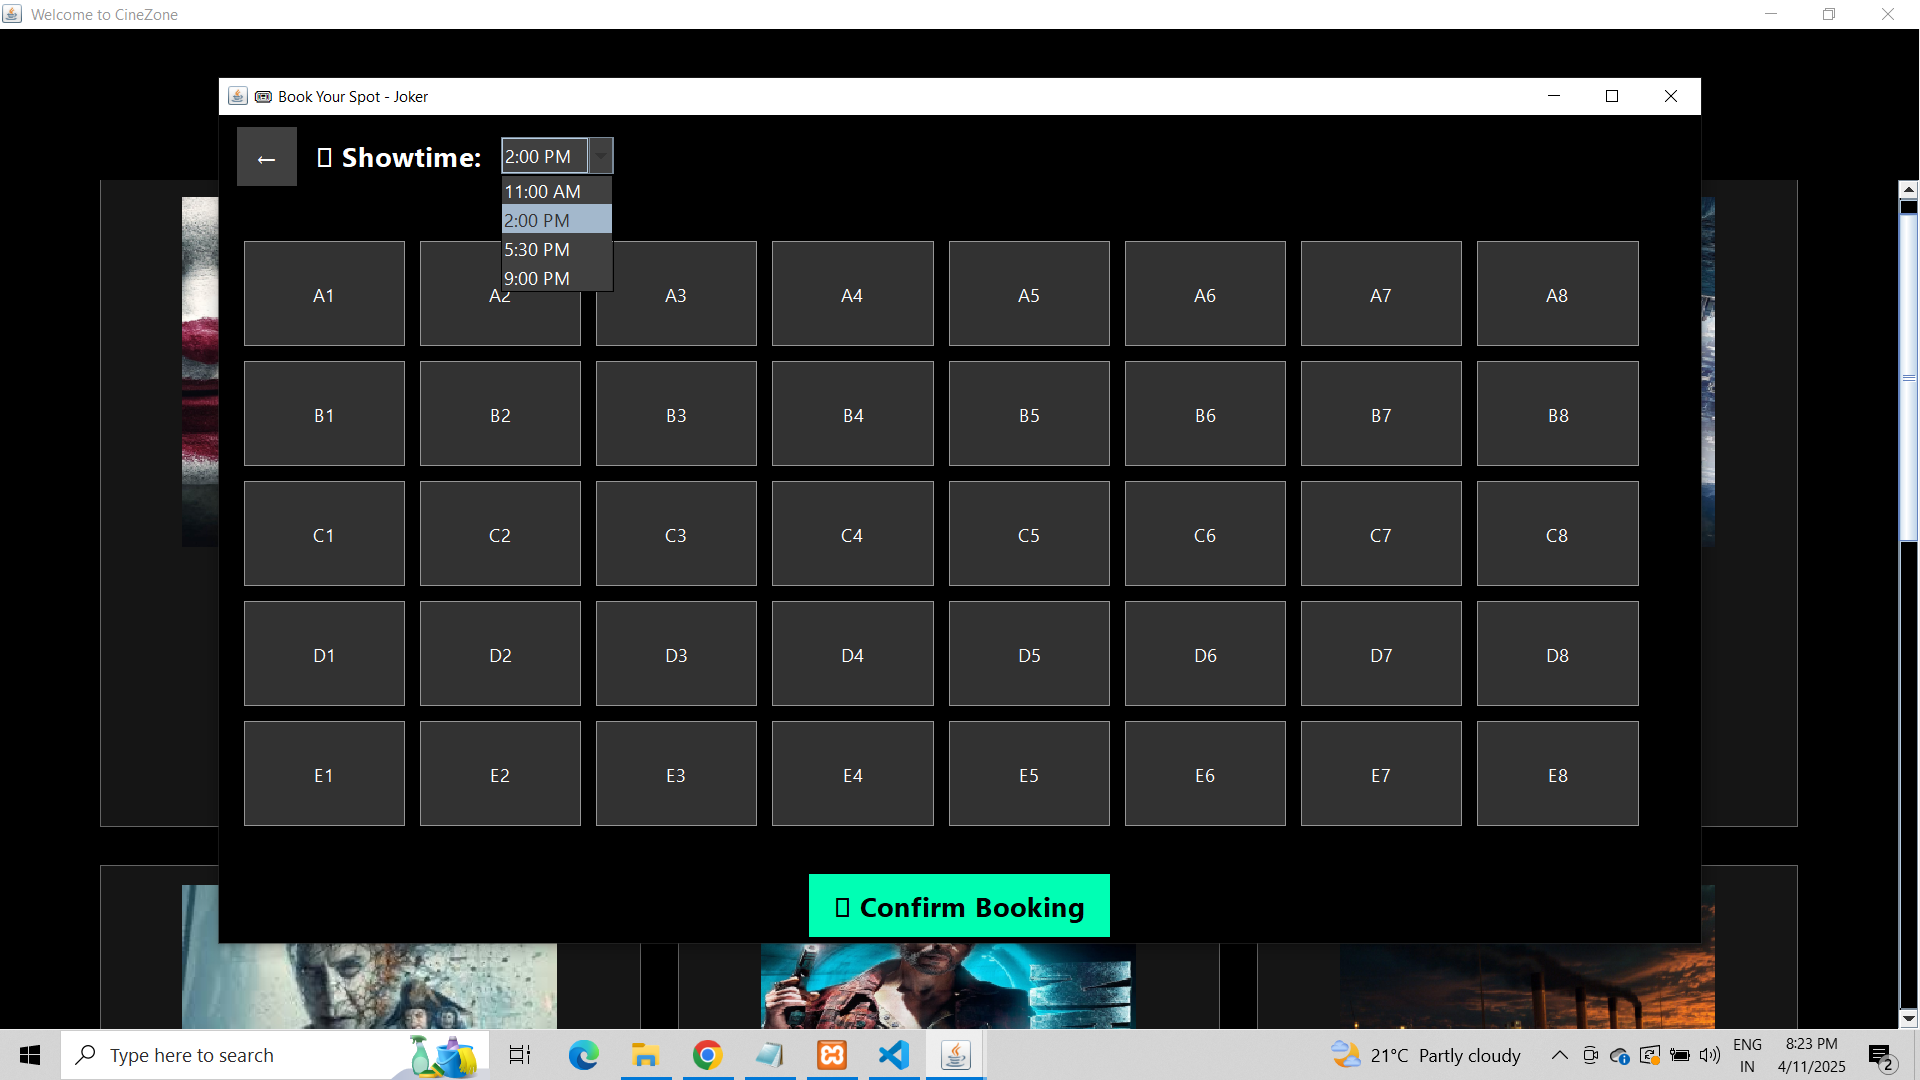 Welcome to CineZone
Book Your Spot - Joker
← Showtime: 2:00 PM
11:00 AM
2:00 PM
5:30 PM
9:00 PM
A1 A2 A3 A4 A5 A6 A7 A8
B1 B2 B3 B4 B5 B6 B7 B8
C1 C2 C3 C4 C5 C6 C7 C8
D1 D2 D3 D4 D5 D6 D7 D8
E1 E2 E3 E4 E5 E6 E7 E8
Confirm Booking
Type here to search
21°C Partly cloudy
ENG
IN
8:23 PM
4/11/2025
2